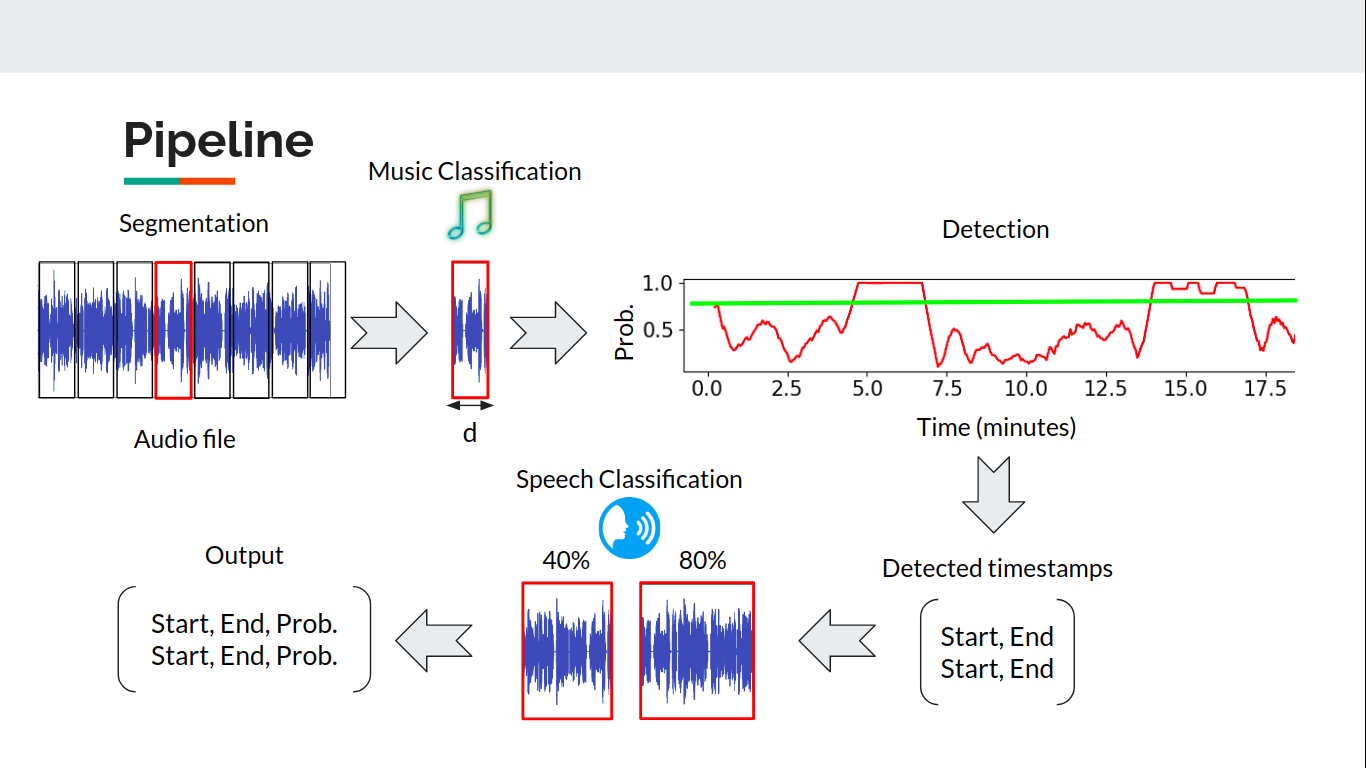 Pipeline
Music Classification
Segmentation
Detection
1.0
0.5
Prob.
0.0 2.5 5.0 7.5 10.0 12.5 15.0 17.5
Time (minutes)
d
Audio file
Speech Classification
40% 80%
Detected timestamps
Start, End
Start, End
Output
Start, End, Prob.
Start, End, Prob.